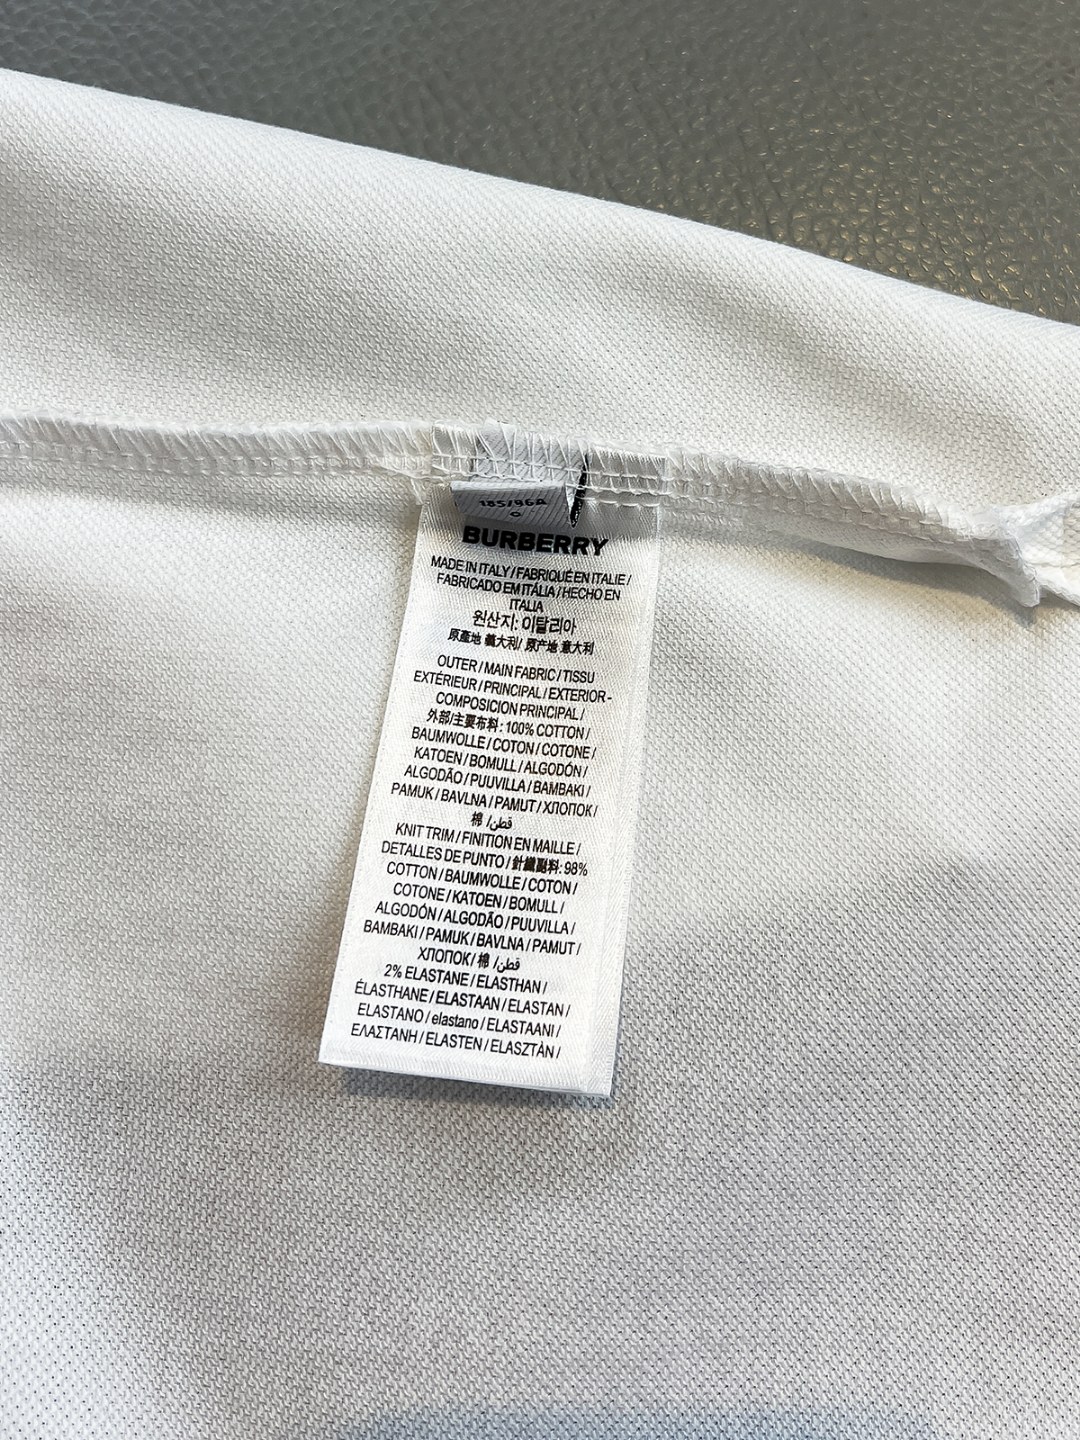 185/96A
BURBERRY
MADE IN ITALY / FABRIQUÉ EN ITALIE /
FABRICADO EM ITÁLIA / HECHO EN
ITALIA
원산지: 이탈리아
原產地 義大利/ 原产地 意大利
OUTER / MAIN FABRIC / TISSU
EXTÉRIEUR / PRINCIPAL / EXTERIOR -
COMPOSICION PRINCIPAL /
外部/主要布料: 100% COTTON /
BAUMWOLLE / COTON / COTONE /
KATOEN / BOMULL / ALGODÓN /
ALGODÃO / PUUVILLA / BAMBAKI /
PAMUK / BAVLNA / PAMUT / ХЛОПОК /
棉 /قطن
KNIT TRIM / FINITION EN MAILLE /
DETALLES DE PUNTO / 針織副料: 98%
COTTON / BAUMWOLLE / COTON /
COTONE / KATOEN / BOMULL /
ALGODÓN / ALGODÃO / PUUVILLA /
BAMBAKI / PAMUK / BAVLNA / PAMUT /
ХЛОПОК/ 棉 /قطن
2% ELASTANE / ELASTHAN /
ÉLASTHANE / ELASTAAN / ELASTAN /
ELASTANO / elastano / ELASTAANI /
ΕΛΑΣΤΑΝΗ / ELASTEN / ELASZTÀN /